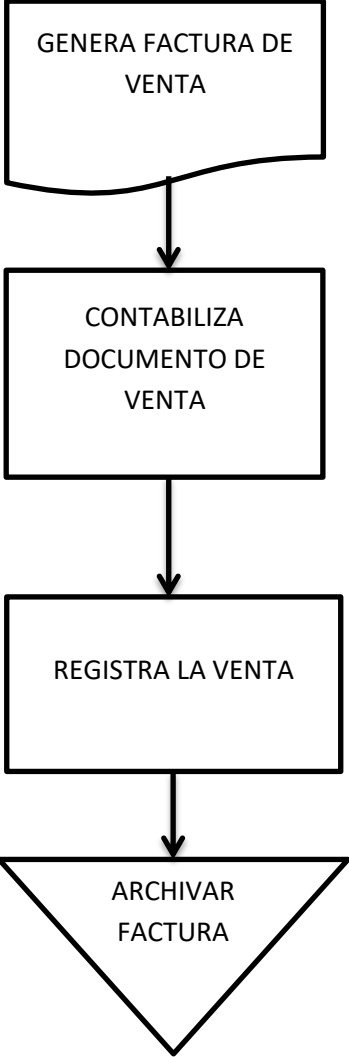 GENERA FACTURA DE
VENTA
CONTABILIZA
DOCUMENTO DE
VENTA
REGISTRA LA VENTA
ARCHIVAR
FACTURA